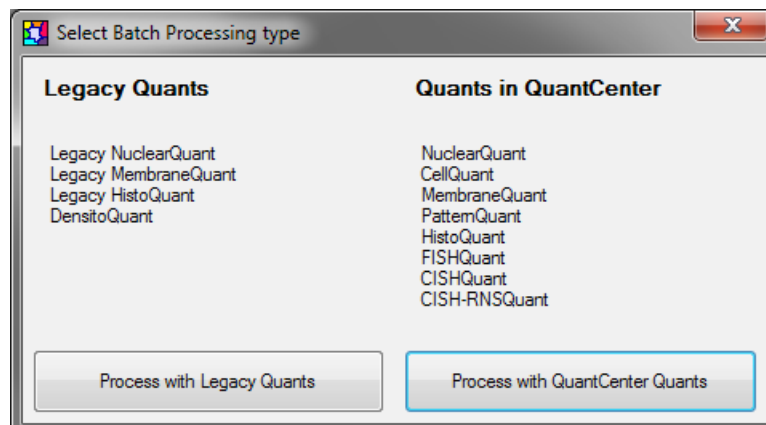 Select Batch Processing type
Legacy Quants
Legacy NuclearQuant
Legacy MembraneQuant
Legacy HistoQuant
DensitoQuant
Process with Legacy Quants
Quants in QuantCenter
NuclearQuant
CellQuant
MembraneQuant
PatternQuant
HistoQuant
FISHQuant
CISHQuant
CISH-RNSQuant
Process with QuantCenter Quants